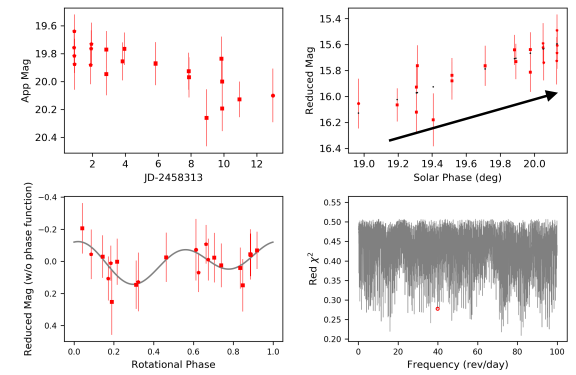 19.6
19.8
20.0
20.2
20.4
App Mag
2 4 6 8 10 12
JD-2458313
15.4
15.6
15.8
16.0
16.2
16.4
Reduced Mag
19.0 19.2 19.4 19.6 19.8 20.0
Solar Phase (deg)
−0.4
−0.2
0.0
0.2
0.4
Reduced Mag (w/o phase function)
0.0 0.2 0.4 0.6 0.8 1.0
Rotational Phase
0.55
0.50
0.45
0.40
0.35
0.30
0.25
0.20
Red χ²
0 20 40 60 80 100
Frequency (rev/day)